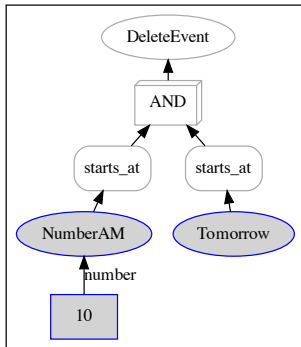 DeleteEvent
AND
starts_at starts_at
NumberAM Tomorrow
number
10